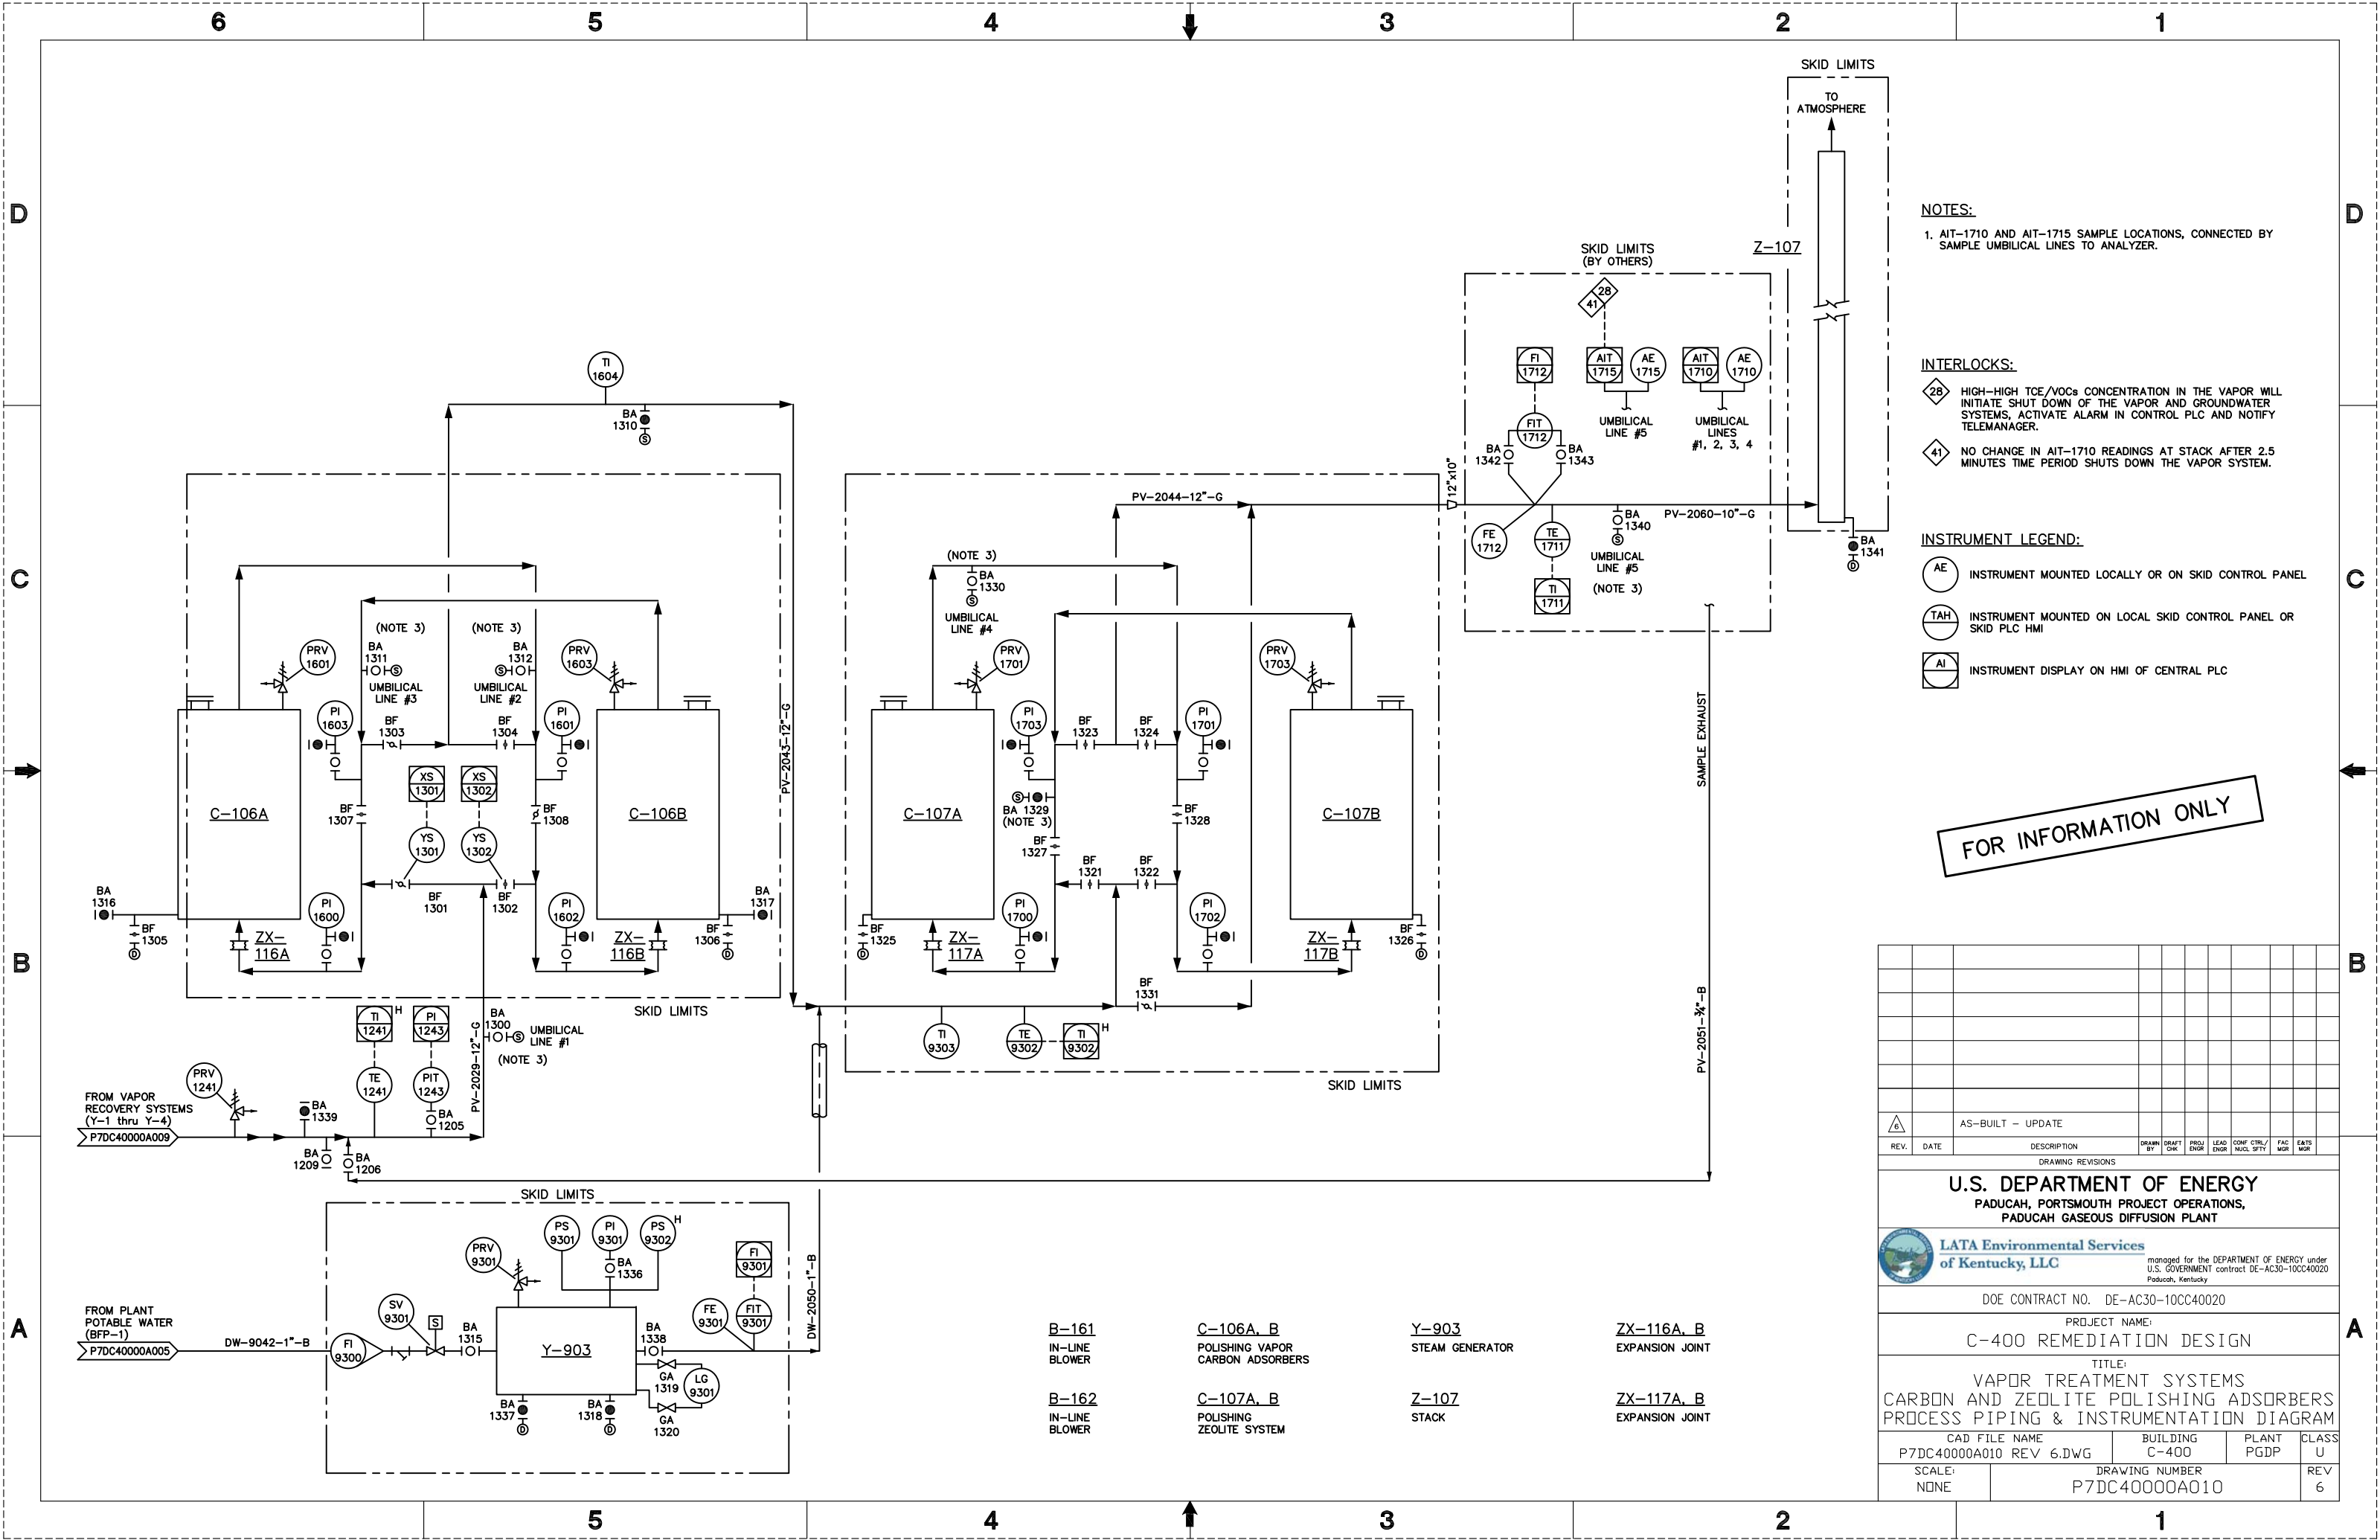 6
5
4
3
2
1
D
D
C
C
B
B
A
A
5
4
3
2
1
SKID LIMITS
TO
ATMOSPHERE
Z-107
SKID LIMITS
(BY OTHERS)
28
41
FI
1712
AIT
1715
AE
1715
AIT
1710
AE
1710
UMBILICAL
LINE #5
UMBILICAL
LINES
#1, 2, 3, 4
FIT
1712
BA
1342
BA
1343
12"x10"
PV-2060-10"-G
FE
1712
TE
1711
TI
1711
BA
1340
S
UMBILICAL
LINE #5
(NOTE 3)
BA
1341
D
SAMPLE EXHAUST
PV-2051-¾"-B
NOTES:
1. AIT-1710 AND AIT-1715 SAMPLE LOCATIONS, CONNECTED BY
SAMPLE UMBILICAL LINES TO ANALYZER.
INTERLOCKS:
28
HIGH-HIGH TCE/VOCs CONCENTRATION IN THE VAPOR WILL
INITIATE SHUT DOWN OF THE VAPOR AND GROUNDWATER
SYSTEMS, ACTIVATE ALARM IN CONTROL PLC AND NOTIFY
TELEMANAGER.
41
NO CHANGE IN AIT-1710 READINGS AT STACK AFTER 2.5
MINUTES TIME PERIOD SHUTS DOWN THE VAPOR SYSTEM.
INSTRUMENT LEGEND:
AE
INSTRUMENT MOUNTED LOCALLY OR ON SKID CONTROL PANEL
TAH
INSTRUMENT MOUNTED ON LOCAL SKID CONTROL PANEL OR
SKID PLC HMI
AI
INSTRUMENT DISPLAY ON HMI OF CENTRAL PLC
FOR INFORMATION ONLY
TI
1604
BA
1310
S
PV-2043-12"-G
(NOTE 3)
(NOTE 3)
PRV
1601
BA
1311
S
UMBILICAL
LINE #3
BA
1312
S
UMBILICAL
LINE #2
PRV
1603
PI
1603
BF
1303
BF
1304
PI
1601
XS
1301
XS
1302
C-106A
BF
1307
BF
1308
C-106B
YS
1301
YS
1302
BF
1301
BF
1302
BA
1316
BF
1305
D
PI
1600
ZX-
116A
PI
1602
ZX-
116B
BA
1317
BF
1306
D
SKID LIMITS
PV-2044-12"-G
(NOTE 3)
BA
1330
S
UMBILICAL
LINE #4
PRV
1701
PRV
1703
PI
1703
BF
1323
BF
1324
PI
1701
C-107A
S
BA 1329
(NOTE 3)
BF
1327
BF
1328
C-107B
BF
1321
BF
1322
BF
1325
D
ZX-
117A
PI
1700
PI
1702
ZX-
117B
BF
1326
D
BF
1331
TI
9303
TE
9302
TI
9302
H
SKID LIMITS
TI
1241
H
PI
1243
BA
1300
S
UMBILICAL
LINE #1
(NOTE 3)
PV-2029-12"-G
PRV
1241
TE
1241
PIT
1243
FROM VAPOR
RECOVERY SYSTEMS
(Y-1 thru Y-4)
P7DC40000A009
BA
1339
BA
1205
BA
1209
BA
1206
SKID LIMITS
PS
9301
PI
9301
PS
9302
H
PRV
9301
BA
1336
FI
9301
FROM PLANT
POTABLE WATER
(BFP-1)
P7DC40000A005
DW-9042-1"-B
FI
9300
SV
9301
S
BA
1315
Y-903
BA
1338
FE
9301
FIT
9301
DW-2050-1"-B
GA
1319
LG
9301
GA
1320
BA
1337
D
BA
1318
D
B-161
IN-LINE
BLOWER
C-106A, B
POLISHING VAPOR
CARBON ADSORBERS
Y-903
STEAM GENERATOR
ZX-116A, B
EXPANSION JOINT
B-162
IN-LINE
BLOWER
C-107A, B
POLISHING
ZEOLITE SYSTEM
Z-107
STACK
ZX-117A, B
EXPANSION JOINT
6
AS-BUILT - UPDATE
REV. DATE DESCRIPTION DRAWN BY DRAFT CHK PROJ ENGR LEAD ENGR CONF CTRL/ NUCL SFTY FAC MGR E&TS MGR
DRAWING REVISIONS
U.S. DEPARTMENT OF ENERGY
PADUCAH, PORTSMOUTH PROJECT OPERATIONS,
PADUCAH GASEOUS DIFFUSION PLANT
LATA Environmental Services
of Kentucky, LLC
managed for the DEPARTMENT OF ENERGY under
U.S. GOVERNMENT contract DE-AC30-10CC40020
Paducah, Kentucky
DOE CONTRACT NO. DE-AC30-10CC40020
PROJECT NAME:
C-400 REMEDIATION DESIGN
TITLE:
VAPOR TREATMENT SYSTEMS
CARBON AND ZEOLITE POLISHING ADSORBERS
PROCESS PIPING & INSTRUMENTATION DIAGRAM
CAD FILE NAME
P7DC40000A010 REV 6.DWG
BUILDING
C-400
PLANT
PGDP
CLASS
U
SCALE:
NONE
DRAWING NUMBER
P7DC40000A010
REV
6